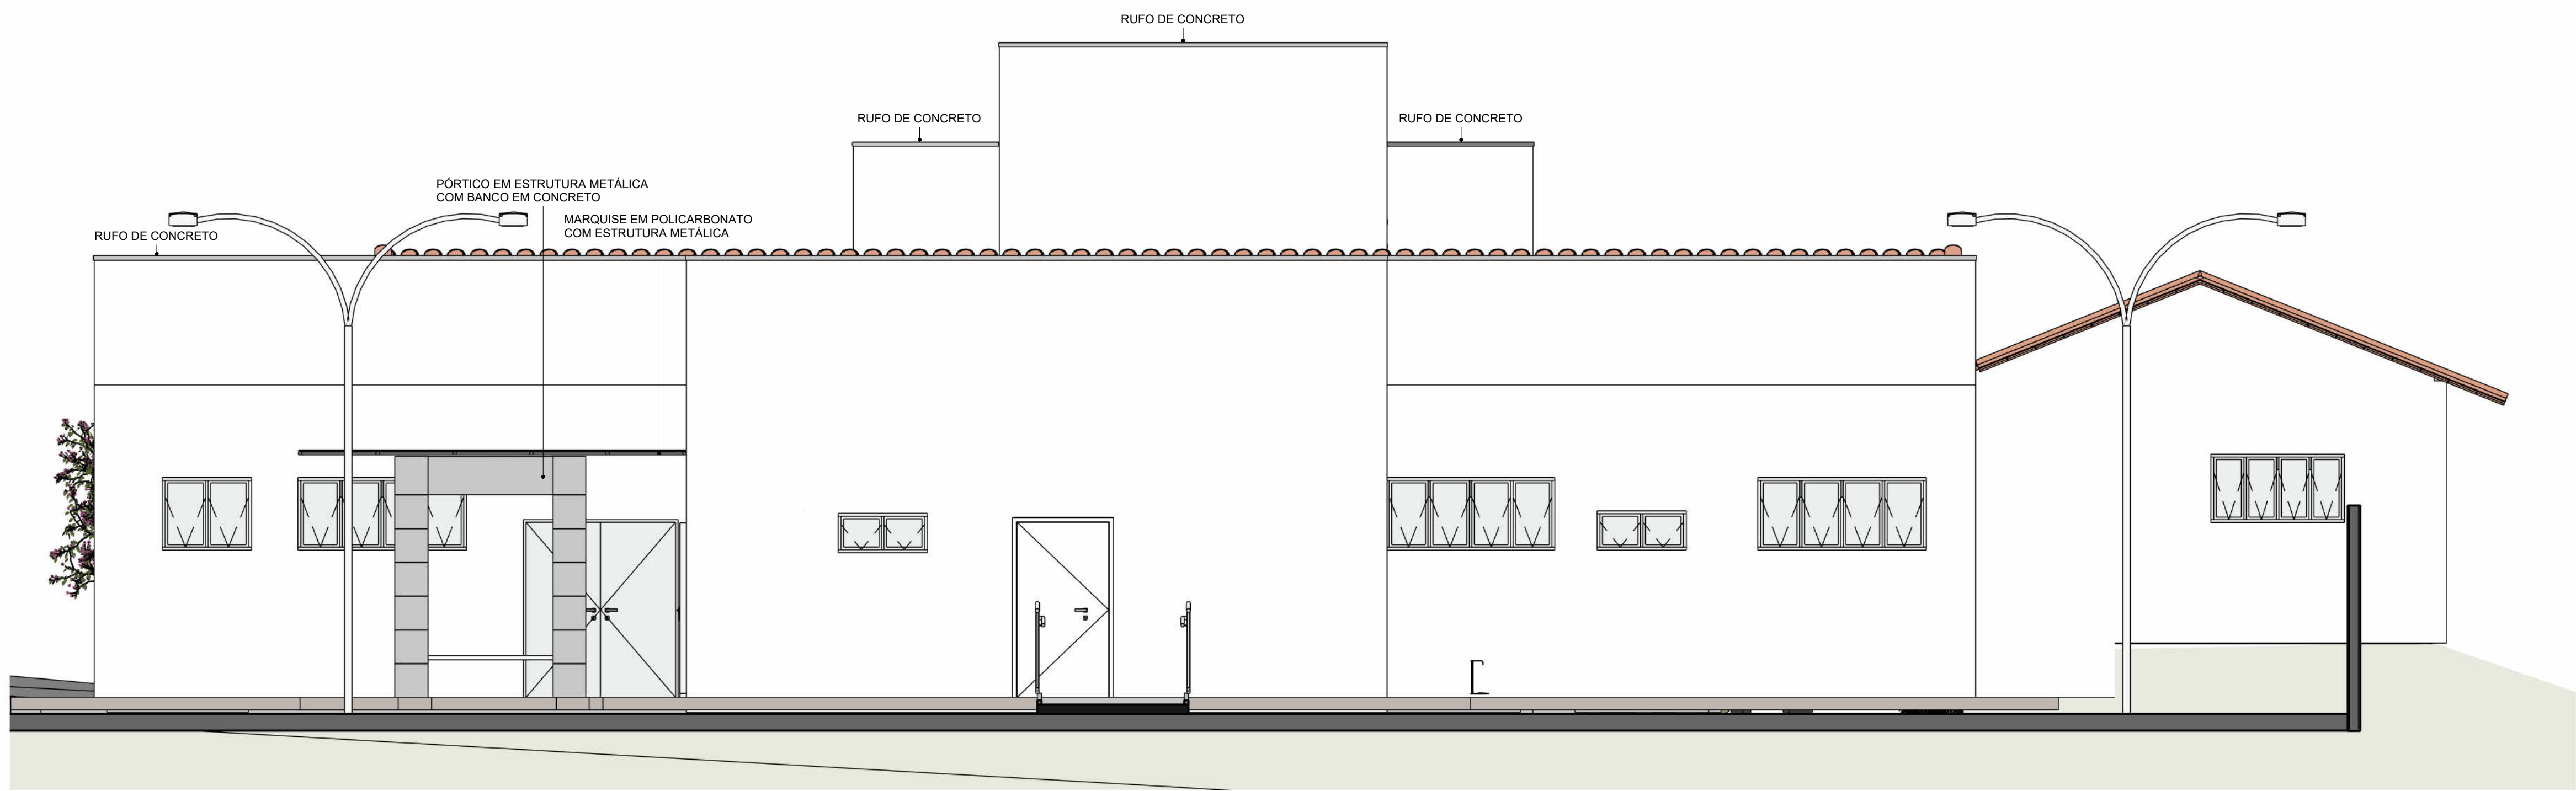 RUFO DE CONCRETO
RUFO DE CONCRETO
RUFO DE CONCRETO
PÓRTICO EM ESTRUTURA METÁLICA
COM BANCO EM CONCRETO
MARQUISE EM POLICARBONATO
COM ESTRUTURA METÁLICA
RUFO DE CONCRETO